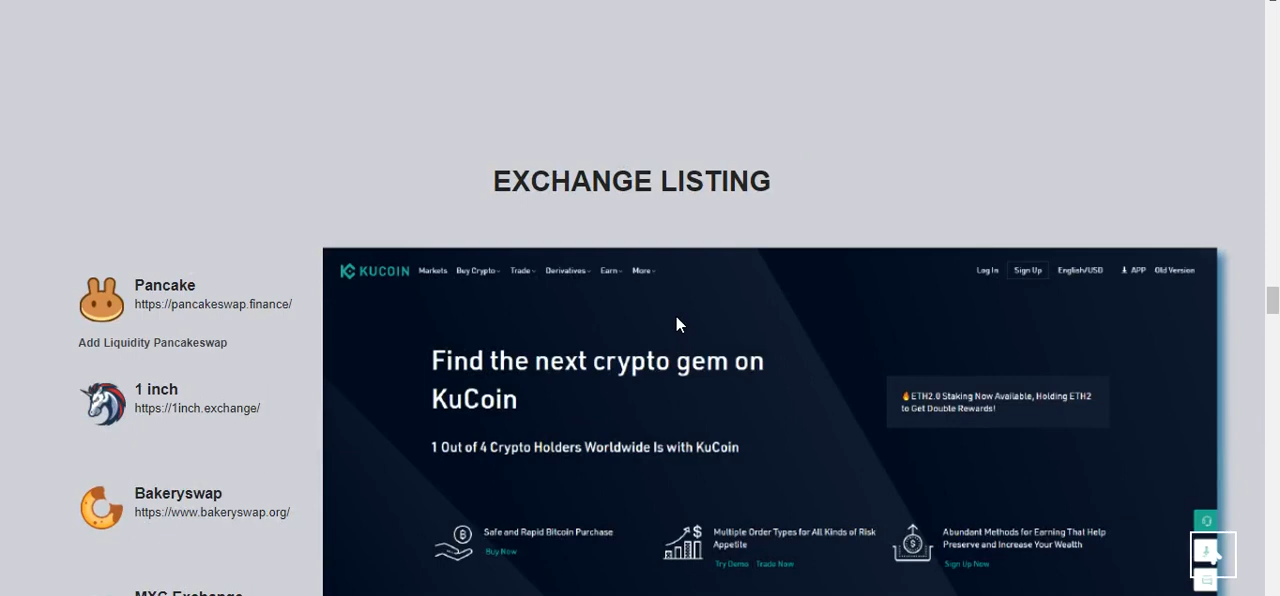 EXCHANGE LISTING
Pancake
https://pancakeswap.finance/
Add Liquidity Pancakeswap
1 inch
https://1inch.exchange/
Bakeryswap
https://www.bakeryswap.org/
MXC Exchange
KUCOIN Markets Buy Crypto Trade Derivatives Earn More Log In Sign Up English/USD APP Old Version
Find the next crypto gem on
KuCoin
1 Out of 4 Crypto Holders Worldwide Is with KuCoin
ETH2.0 Staking Now Available, Holding ETH2
to Get Double Rewards!
Safe and Rapid Bitcoin Purchase
Buy Now
Multiple Order Types for All Kinds of Risk
Appetite
Try Demo Trade Now
Abundant Methods for Earning That Help
Preserve and Increase Your Wealth
Sign Up Now